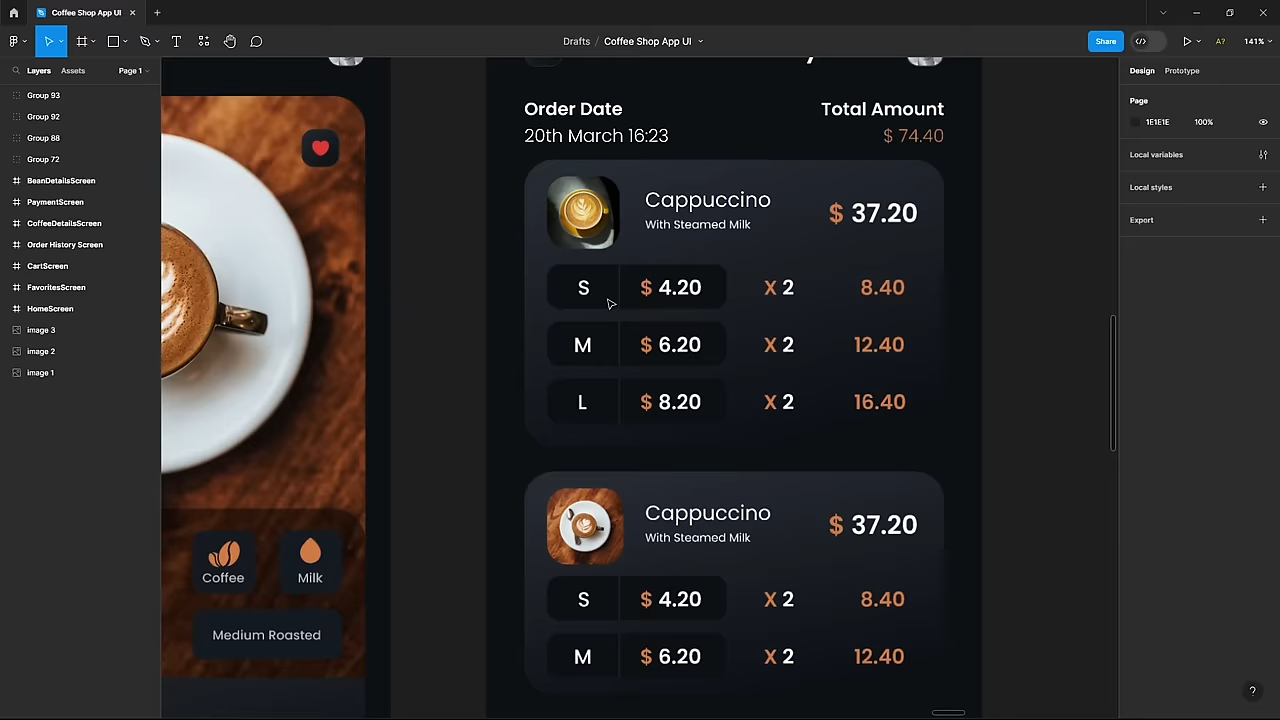 Coffee Shop App UI
Drafts / Coffee Shop App UI
Share
A?
141%
Layers
Assets
Page 1
Group 93
Group 92
Group 88
Group 72
BeanDetailsScreen
PaymentScreen
CoffeeDetailsScreen
Order History Screen
CartScreen
FavoritesScreen
HomeScreen
image 3
image 2
image 1
Coffee
Milk
Medium Roasted
Order Date
Total Amount
20th March 16:23
$ 74.40
Cappuccino
With Steamed Milk
$ 37.20
S $ 4.20 X 2 8.40
M $ 6.20 X 2 12.40
L $ 8.20 X 2 16.40
Cappuccino
With Steamed Milk
$ 37.20
S $ 4.20 X 2 8.40
M $ 6.20 X 2 12.40
Design
Prototype
Page
1E1E1E 100%
Local variables
Local styles
Export
?